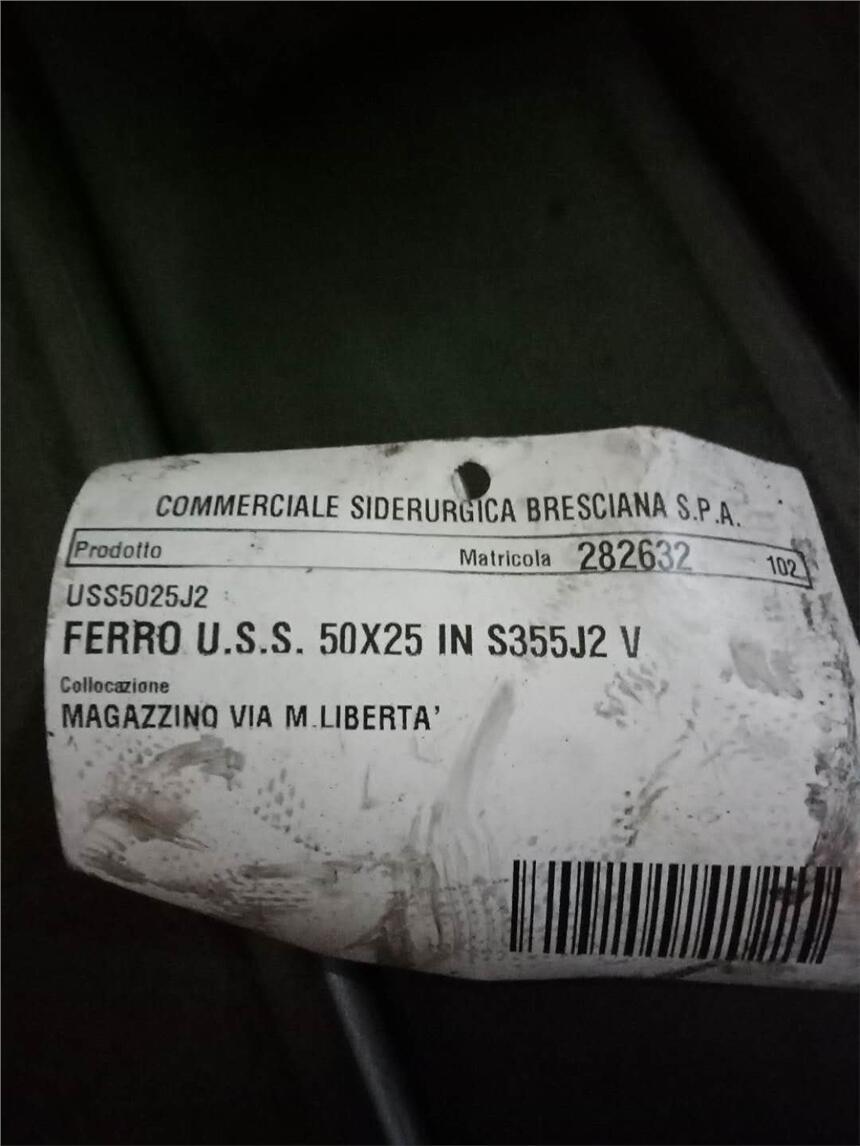 COMMERCIALE SIDERURGICA BRESCIANA S.P.A.
Prodotto Matricola 282632 102
USS5025J2
FERRO U.S.S. 50X25 IN S355J2 V
Collocazione
MAGAZZINO VIA M.LIBERTA'